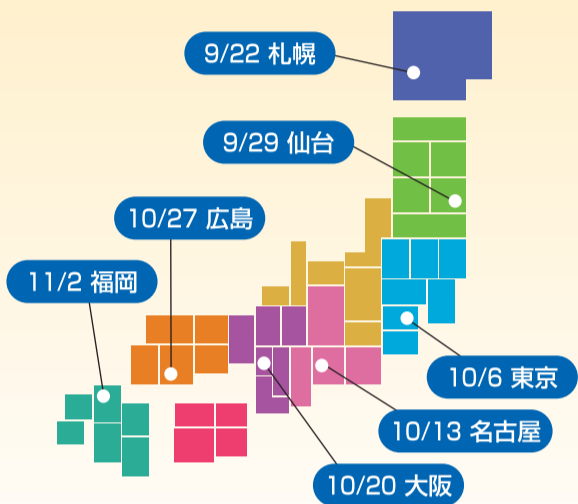 9/22 札幌
9/29 仙台
10/27 広島
11/2 福岡
10/6 東京
10/13 名古屋
10/20 大阪